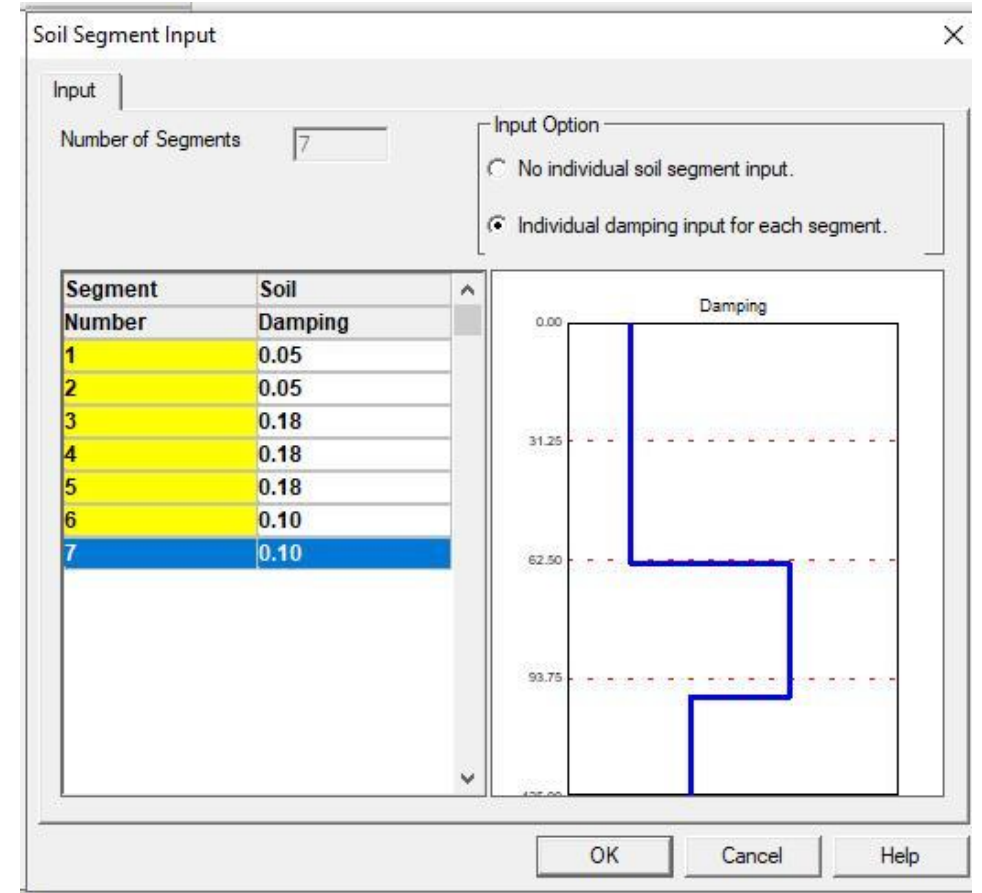 Soil Segment Input
Input
Number of Segments 7
Input Option
No individual soil segment input.
Individual damping input for each segment.
Segment Soil
Number Damping
1 0.05
2 0.05
3 0.18
4 0.18
5 0.18
6 0.10
7 0.10
Damping
0.00
31.25
62.50
93.75
OK Cancel Help